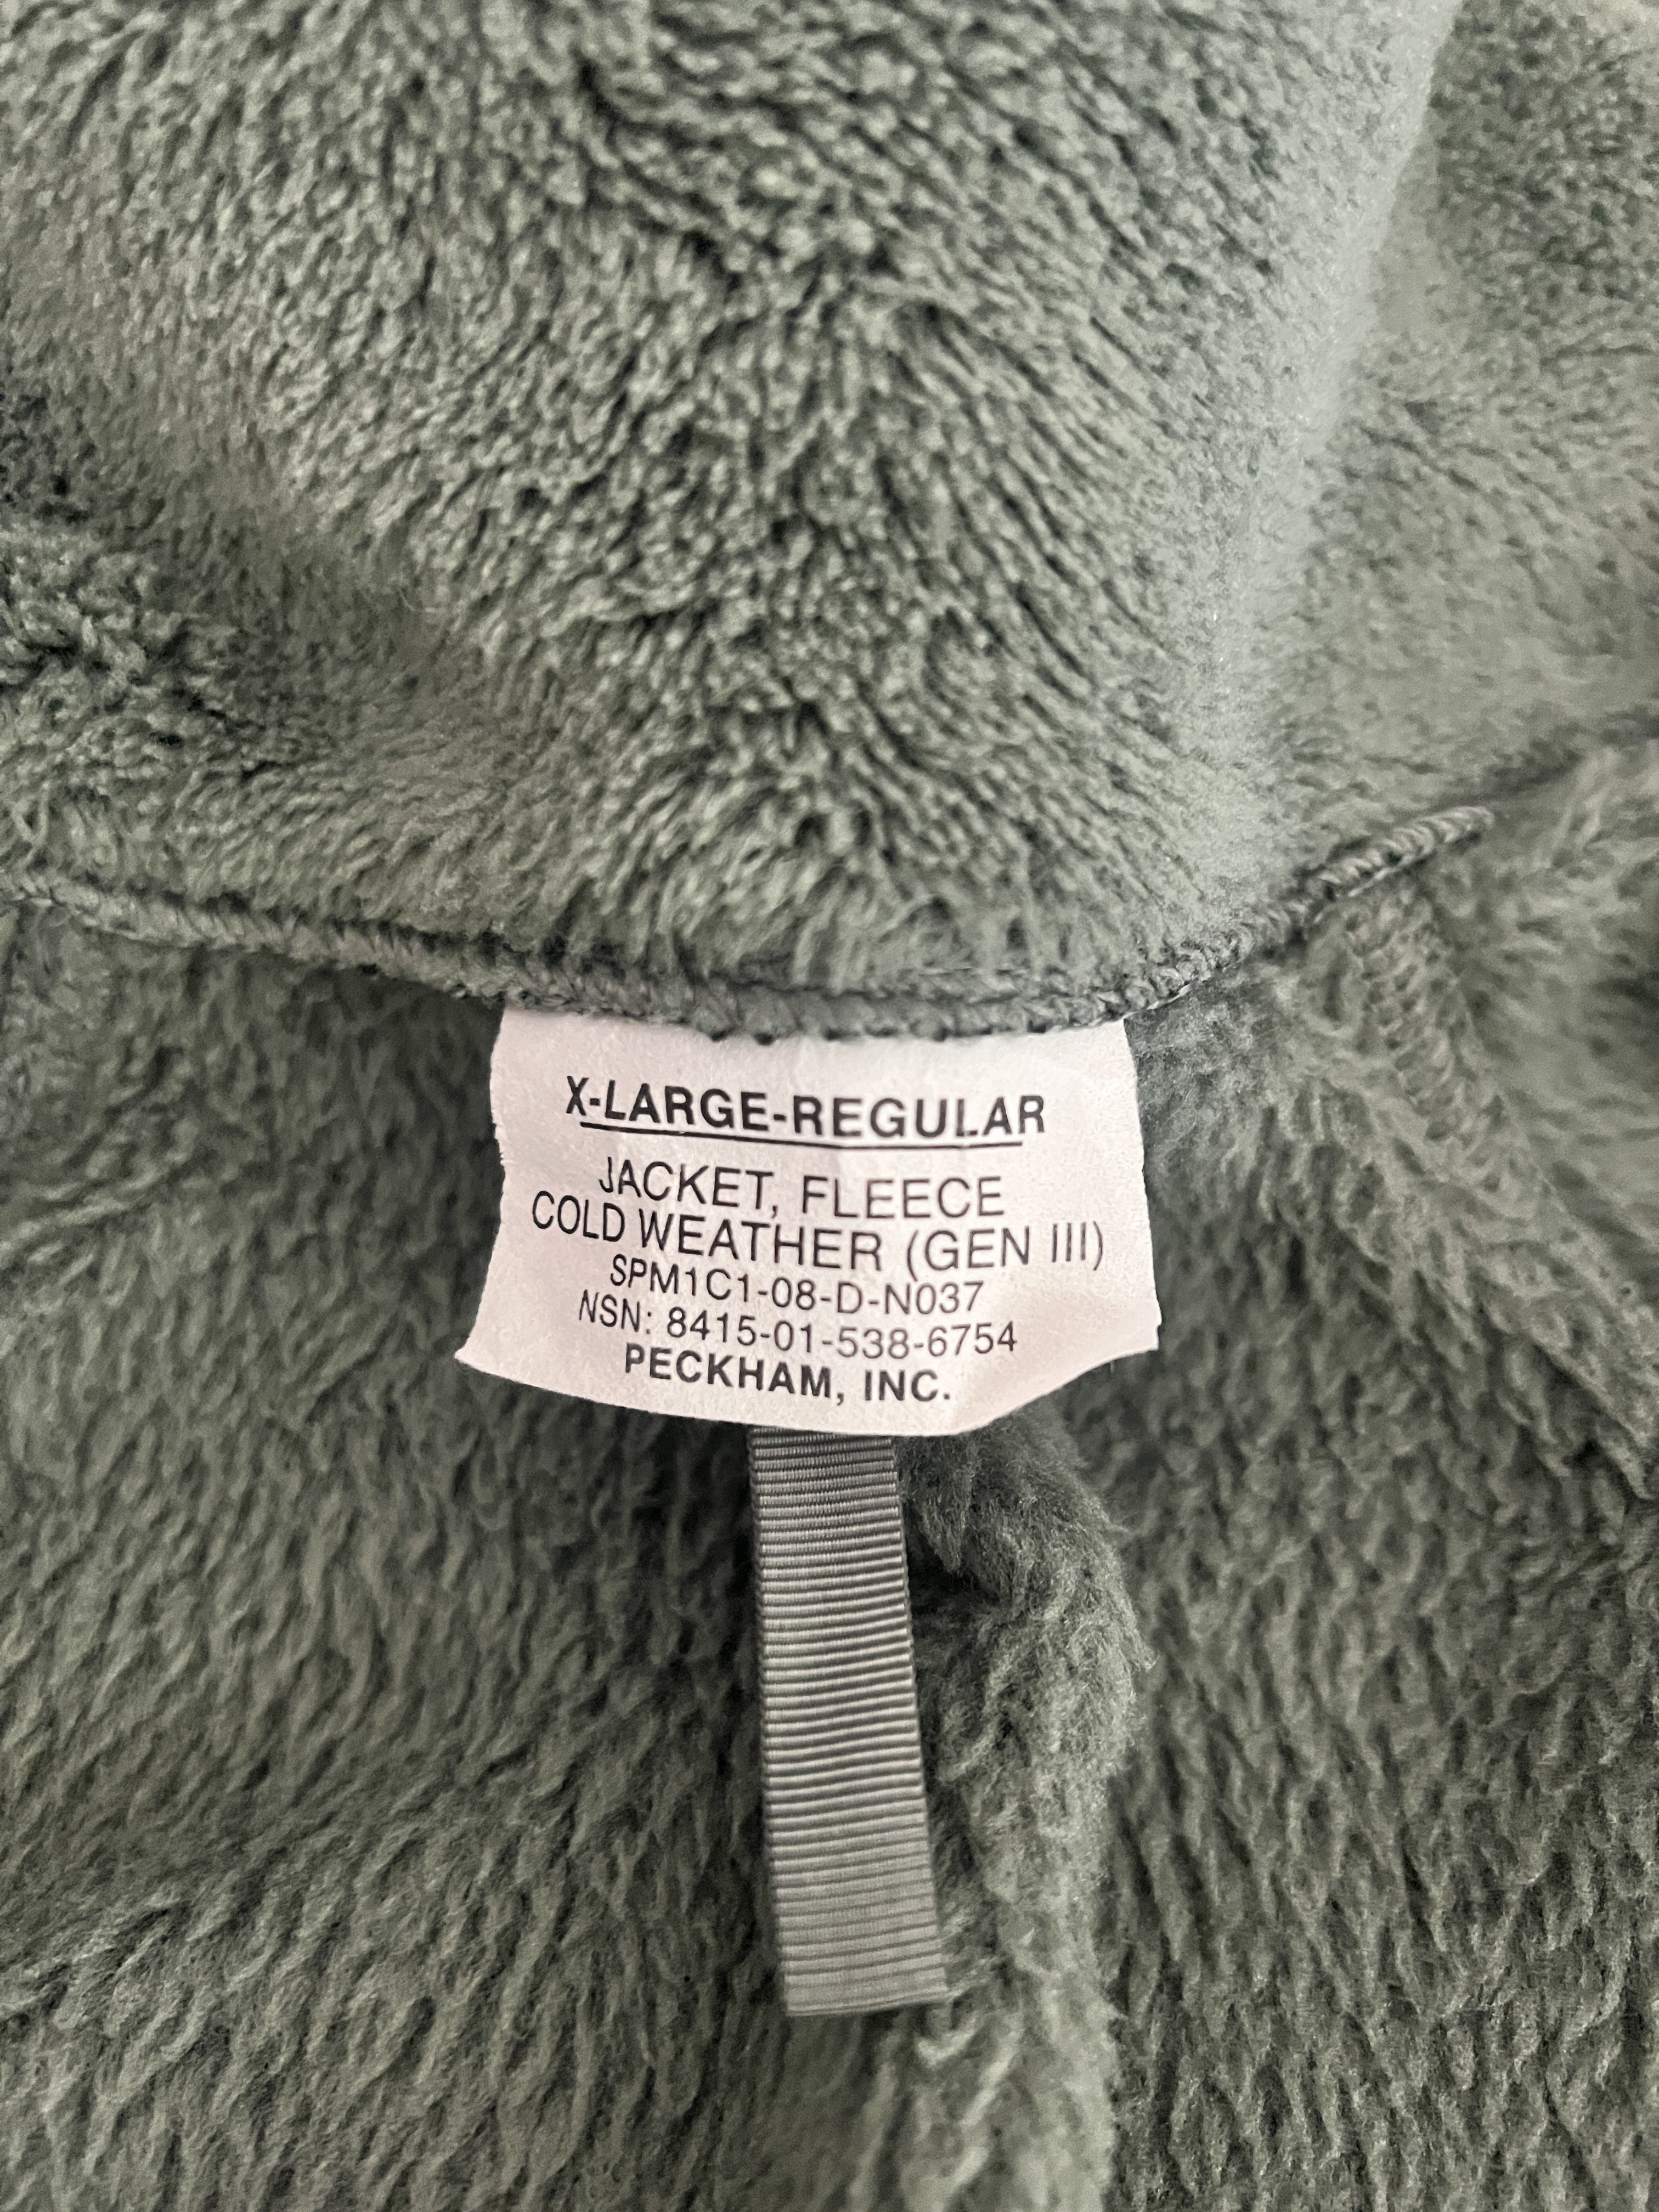 X-LARGE-REGULAR
JACKET, FLEECE
COLD WEATHER (GEN III)
SPM1C1-08-D-N037
NSN: 8415-01-538-6754
PECKHAM, INC.